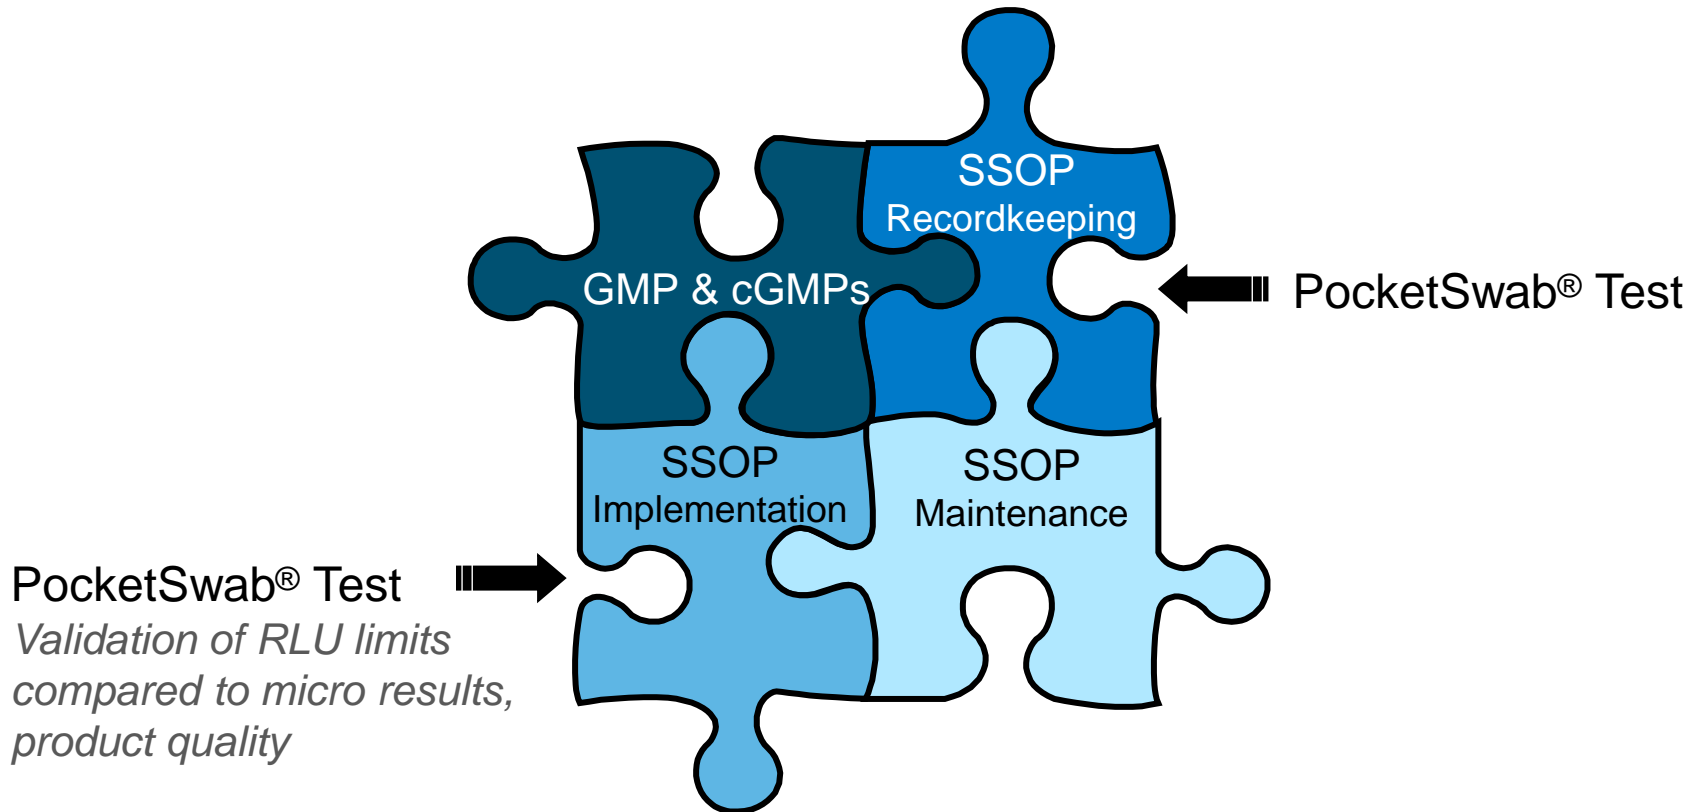 SSOP
Recordkeeping
GMP & cGMPs
PocketSwab® Test
SSOP
Implementation
SSOP
Maintenance
PocketSwab® Test
Validation of RLU limits
compared to micro results,
product quality